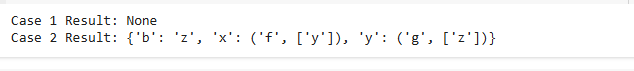 Case 1 Result: None
Case 2 Result: {'b': 'z', 'x': ('f', ['y']), 'y': ('g', ['z'])}